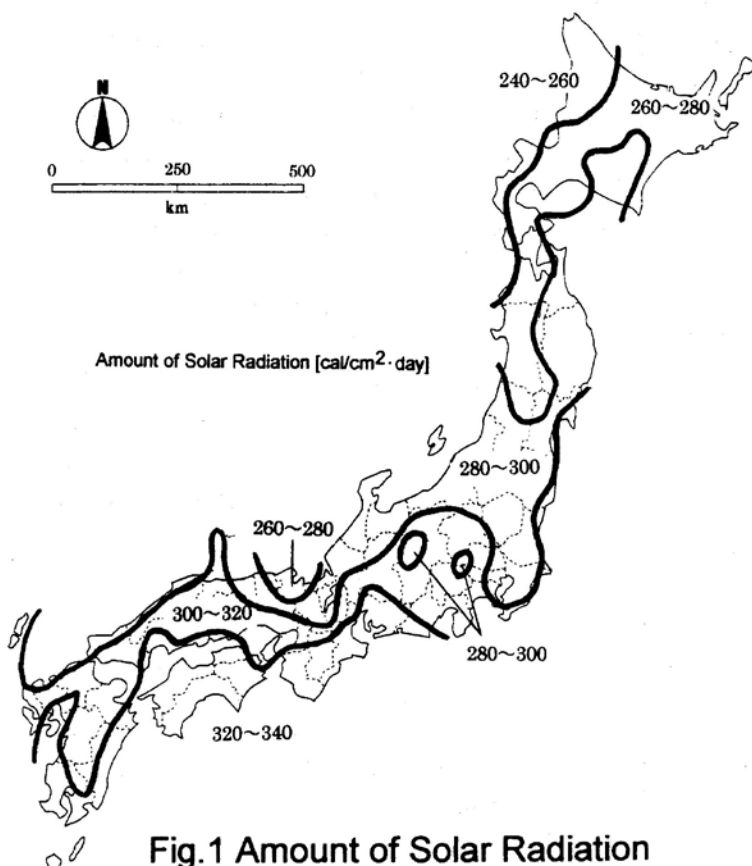 240～260
N
260～280
0 250 500
km
Amount of Solar Radiation [cal/cm²· day]
280～300
260～280
300～320
280～300
320～340
Fig.1 Amount of Solar Radiation